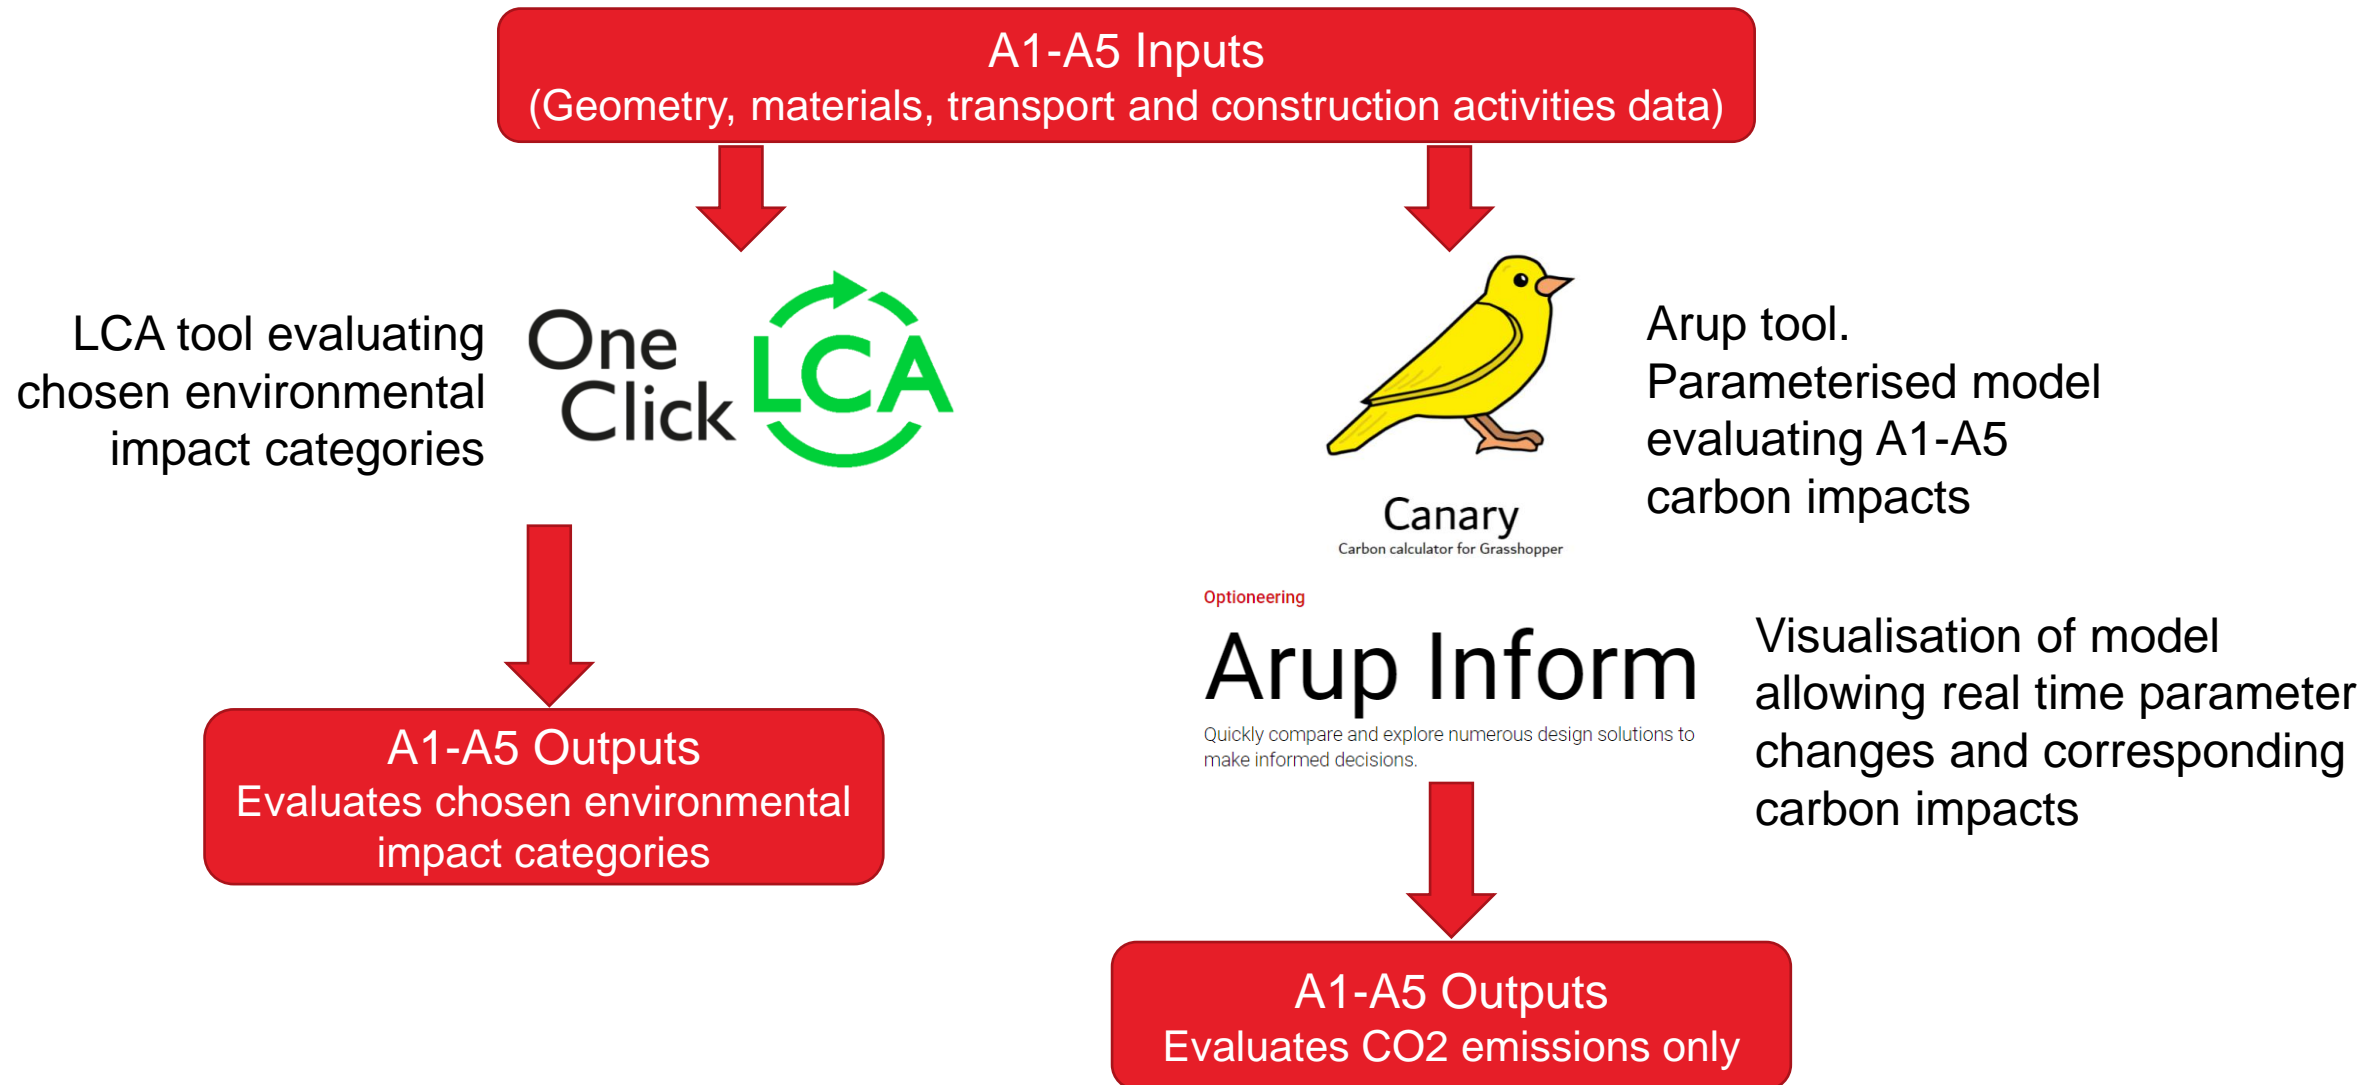 A1-A5 Inputs
(Geometry, materials, transport and construction activities data)
LCA tool evaluating
chosen environmental
impact categories
One
Click
LCA
Canary
Carbon calculator for Grasshopper
Arup tool.
Parameterised model
evaluating A1-A5
carbon impacts
Optioneering
Arup Inform
Quickly compare and explore numerous design solutions to
make informed decisions.
Visualisation of model
allowing real time parameter
changes and corresponding
carbon impacts
A1-A5 Outputs
Evaluates chosen environmental
impact categories
A1-A5 Outputs
Evaluates CO2 emissions only